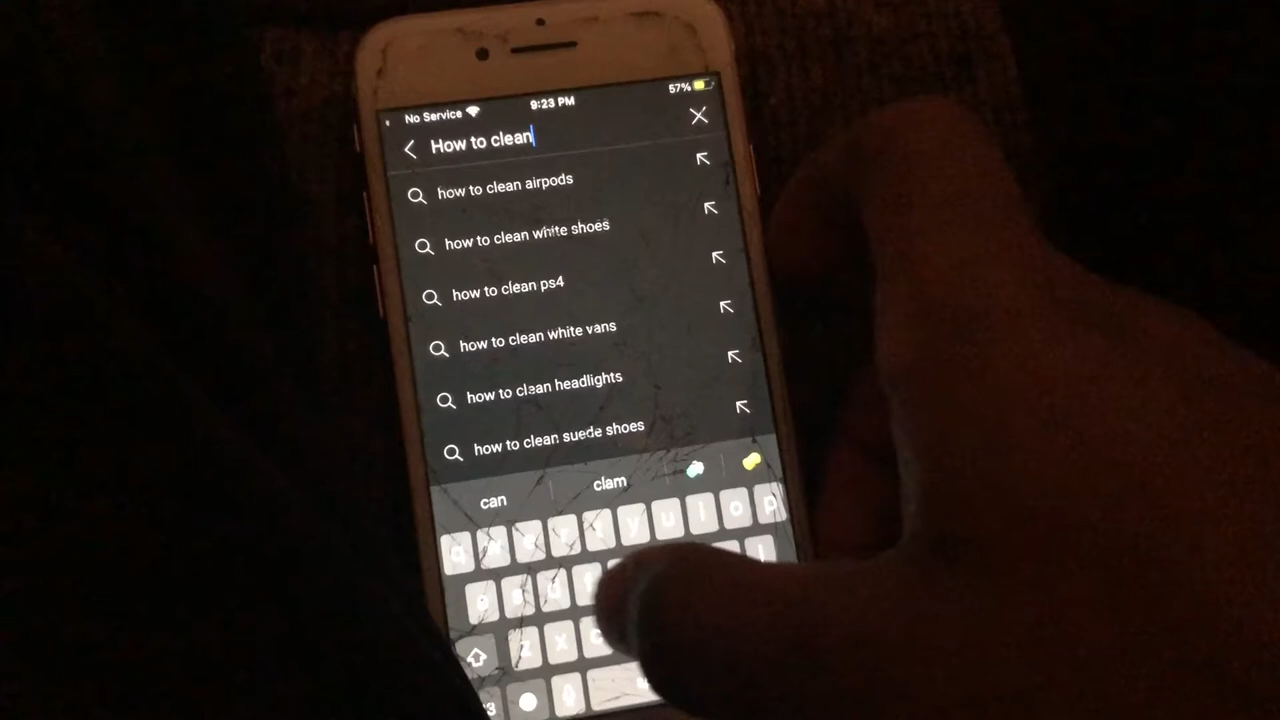 No Service 9:23 PM 57%
How to clean
how to clean airpods
how to clean white shoes
how to clean ps4
how to clean white vans
how to clean headlights
how to clean suede shoes
can clam
q w e r t y u I o p
a s d
z x